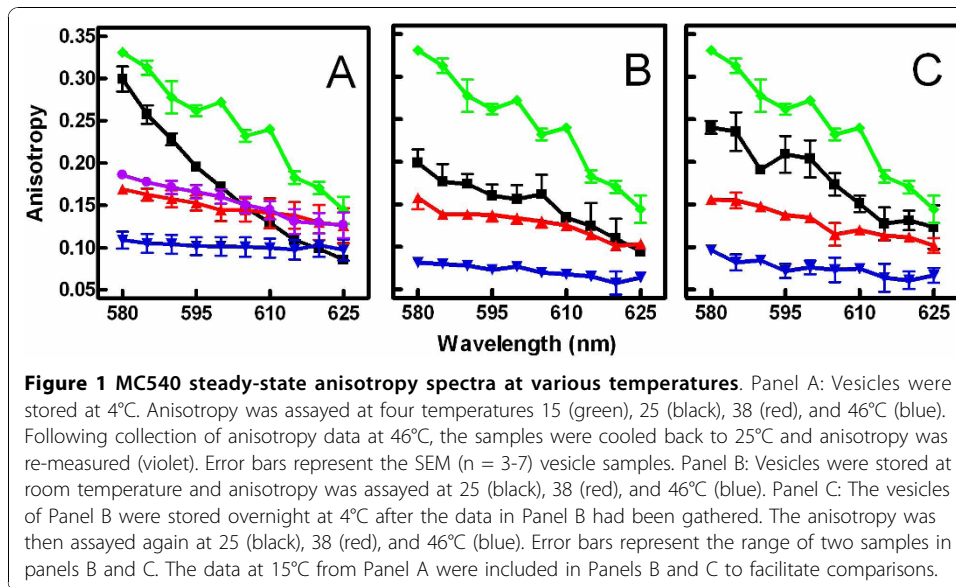 A
B
C
Anisotropy
0.35
0.30
0.25
0.20
0.15
0.10
0.05
580 595 610 625
580 595 610 625
580 595 610 625
Wavelength (nm)
Figure 1 MC540 steady-state anisotropy spectra at various temperatures. Panel A: Vesicles were
stored at 4°C. Anisotropy was assayed at four temperatures 15 (green), 25 (black), 38 (red), and 46°C (blue).
Following collection of anisotropy data at 46°C, the samples were cooled back to 25°C and anisotropy was
re-measured (violet). Error bars represent the SEM (n = 3-7) vesicle samples. Panel B: Vesicles were stored at
room temperature and anisotropy was assayed at 25 (black), 38 (red), and 46°C (blue). Panel C: The vesicles
of Panel B were stored overnight at 4°C after the data in Panel B had been gathered. The anisotropy was
then assayed again at 25 (black), 38 (red), and 46°C (blue). Error bars represent the range of two samples in
panels B and C. The data at 15°C from Panel A were included in Panels B and C to facilitate comparisons.